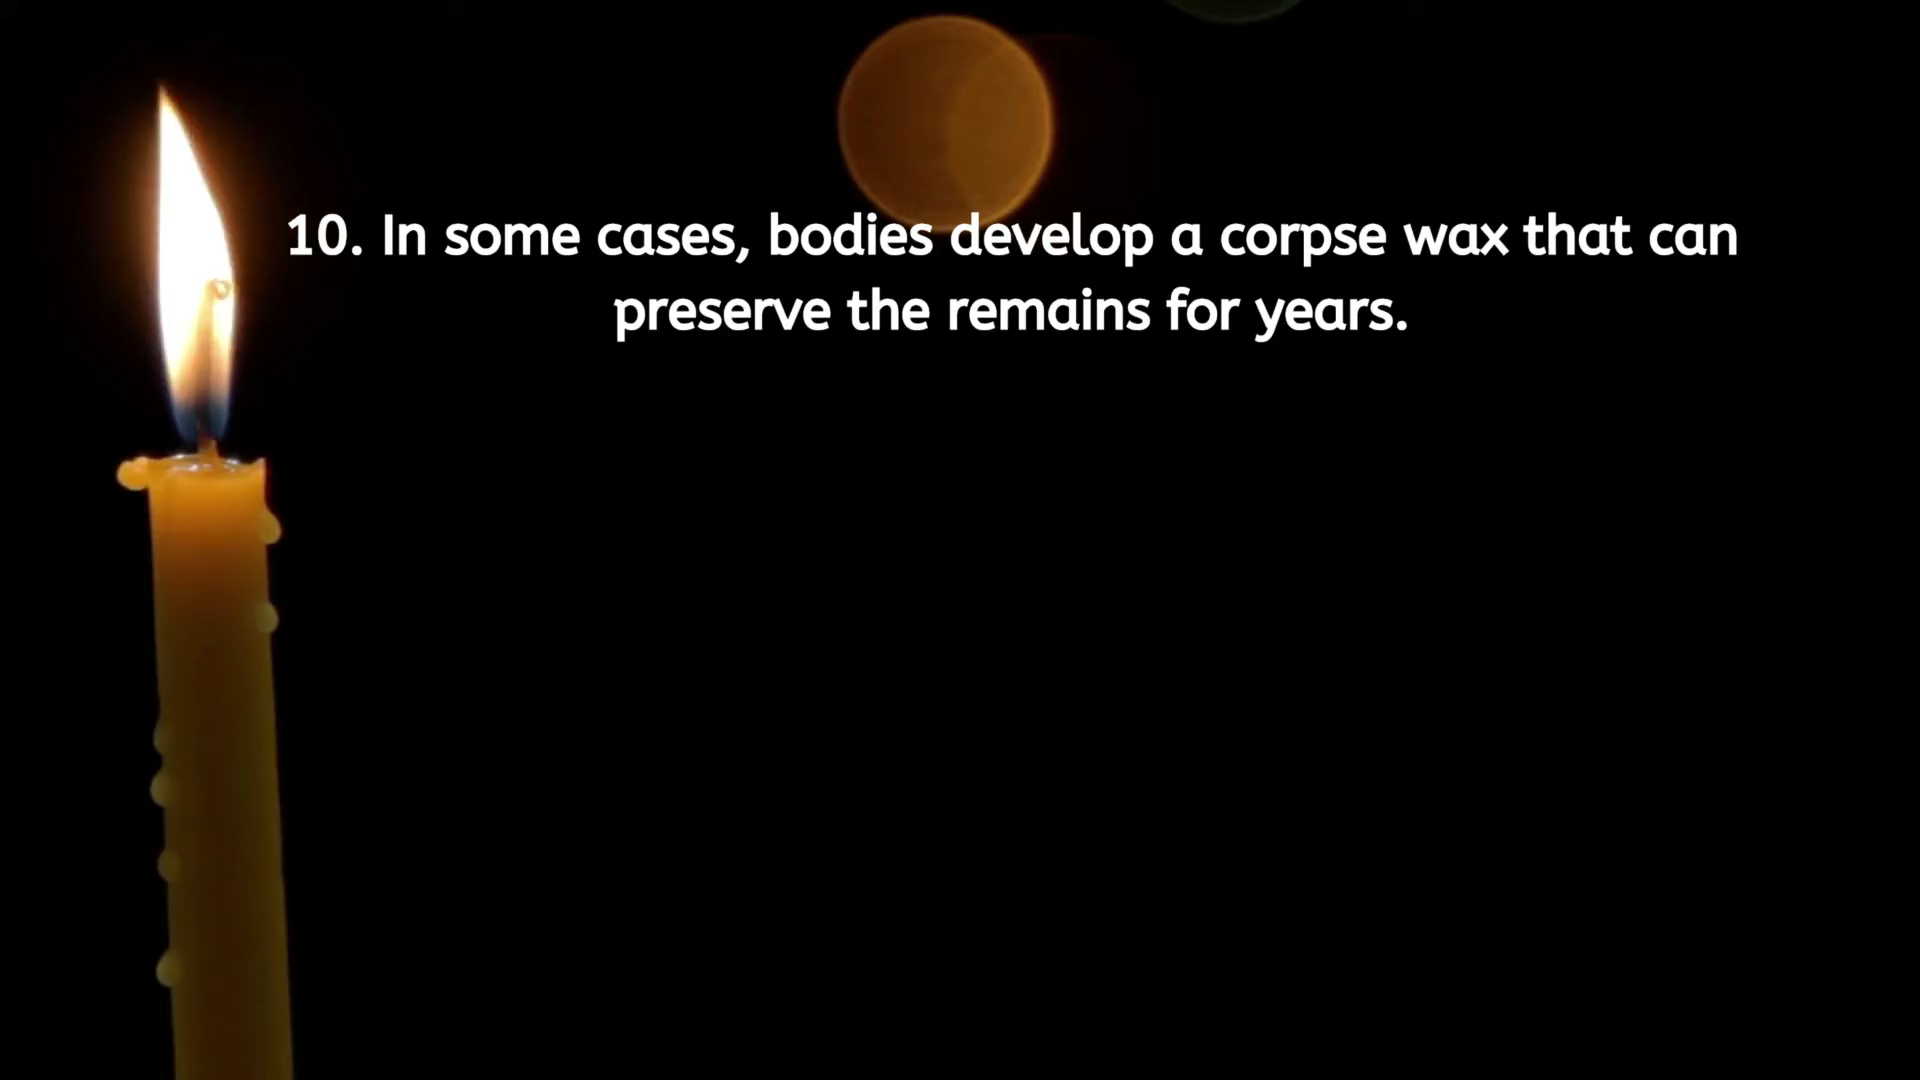 10. In some cases, bodies develop a corpse wax that can
preserve the remains for years.